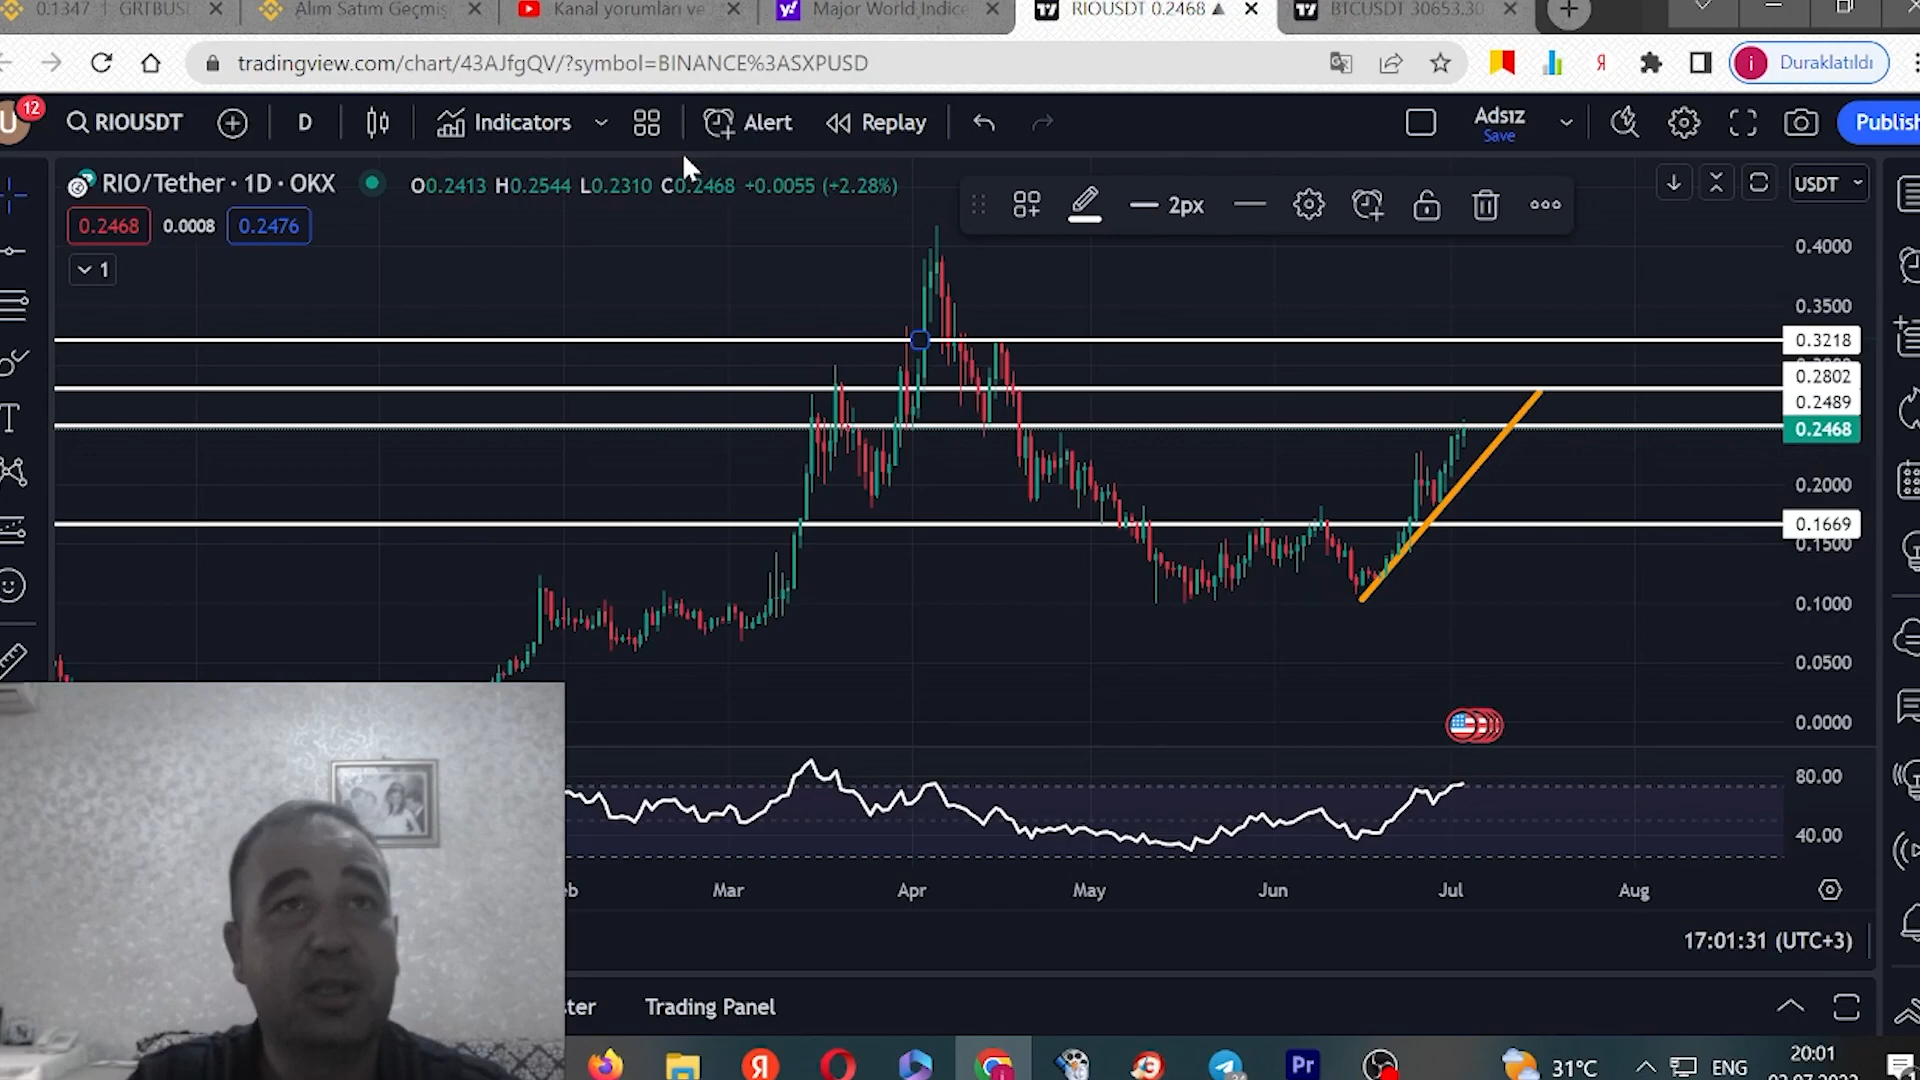 0.1347 | GRTBUS
Alım Satım Geçmiş
Kanal yorumları ve
Major World Indice
RIOUSDT 0.2468 ▲
BTCUSDT 30653.30
tradingview.com/chart/43AJfgQV/?symbol=BINANCE%3ASXPUSD
Duraklatıldı
12
RIOUSDT
D
Indicators
Alert
Replay
Adsız
Save
Publish
RIO/Tether · 1D · OKX
O0.2413 H0.2544 L0.2310 C0.2468 +0.0055 (+2.28%)
2px
USDT
0.2468
0.0008
0.2476
1
0.4000
0.3500
0.3218
0.2802
0.2489
0.2468
0.2000
0.1669
0.1500
0.1000
0.0500
0.0000
80.00
40.00
Mar
Apr
May
Jun
Jul
Aug
17:01:31 (UTC+3)
Trading Panel
Pr
31°C
ENG
20:01